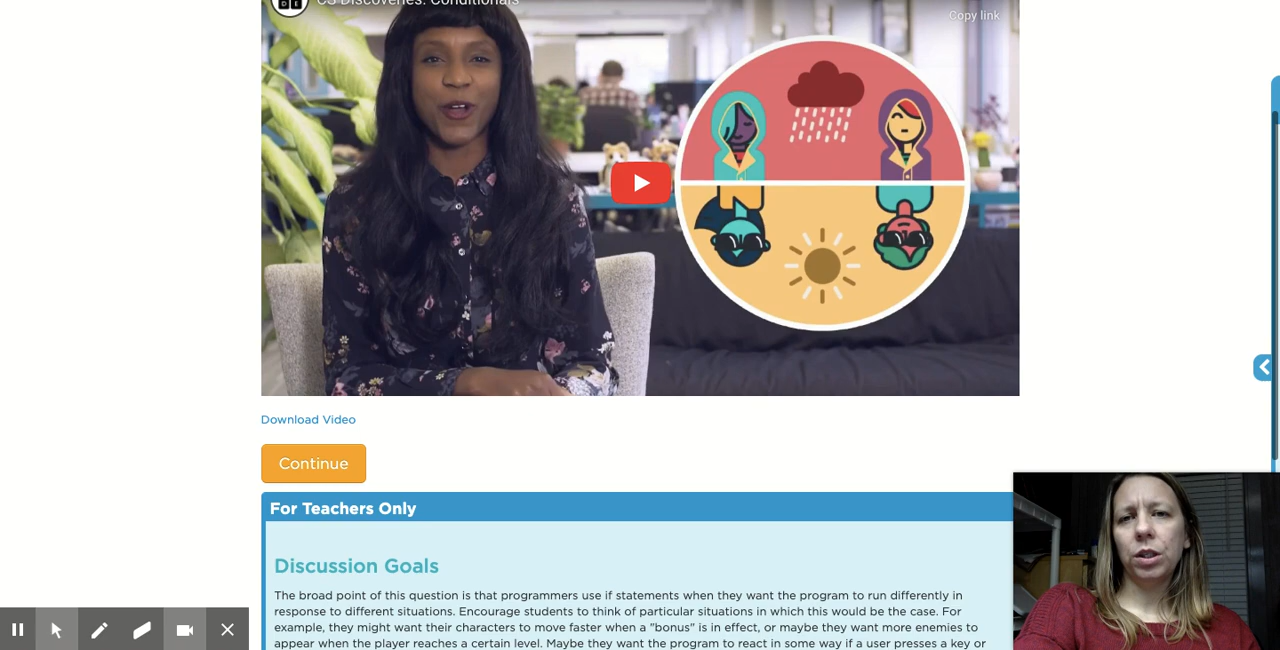 CS Discoveries: Conditionals
Copy link
Download Video
Continue
For Teachers Only
Discussion Goals
The broad point of this question is that programmers use if statements when they want the program to run differently in
response to different situations. Encourage students to think of particular situations in which this would be the case. For
example, they might want their characters to move faster when a "bonus" is in effect, or maybe they want more enemies to
appear when the player reaches a certain level. Maybe they want the program to react in some way if a user presses a key or